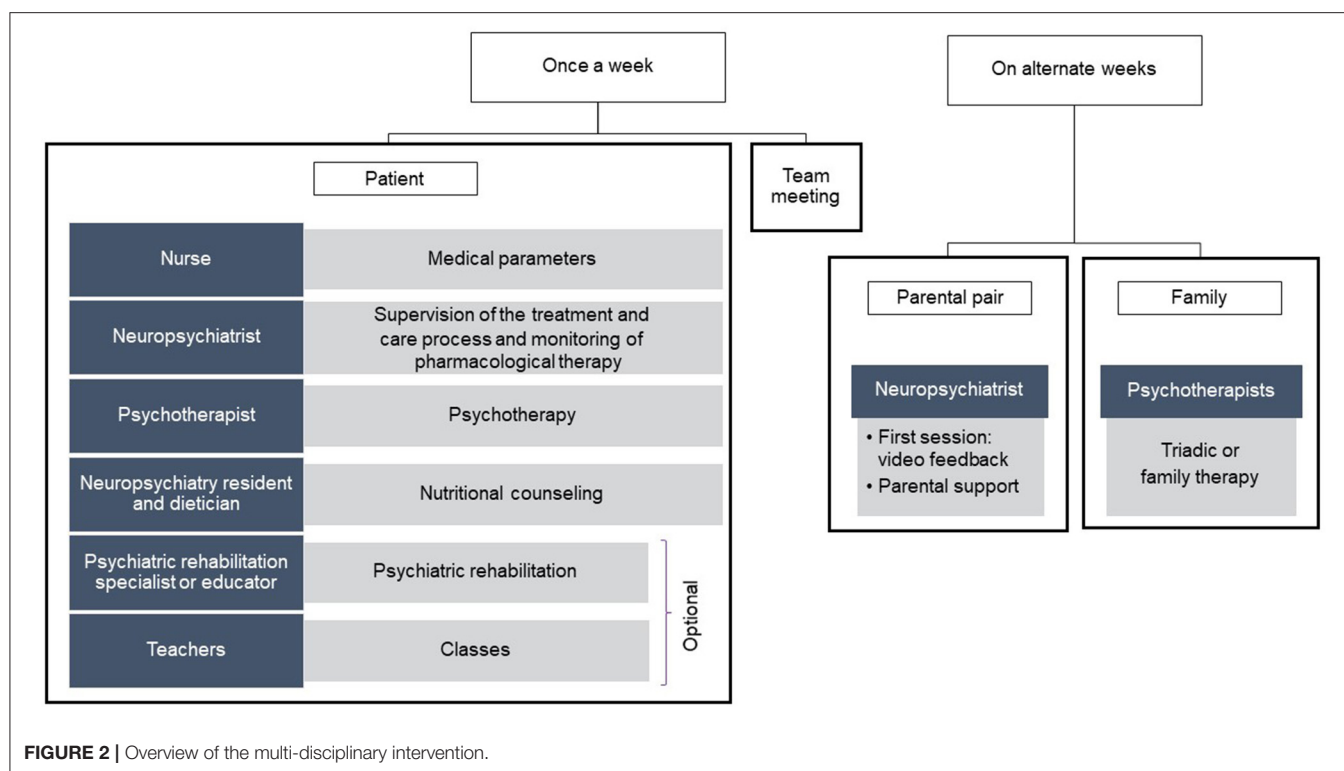 Once a week
On alternate weeks
Patient
Team
meeting
Nurse
Medical parameters
Neuropsychiatrist
Supervision of the treatment and
care process and monitoring of
pharmacological therapy
Psychotherapist
Psychotherapy
Neuropsychiatry resident
and dietician
Nutritional counseling
Psychiatric rehabilitation
specialist or educator
Psychiatric rehabilitation
Teachers
Classes
Optional
Parental pair
Neuropsychiatrist
• First session:
video feedback
• Parental support
Family
Psychotherapists
Triadic or
family therapy
FIGURE 2 | Overview of the multi-disciplinary intervention.